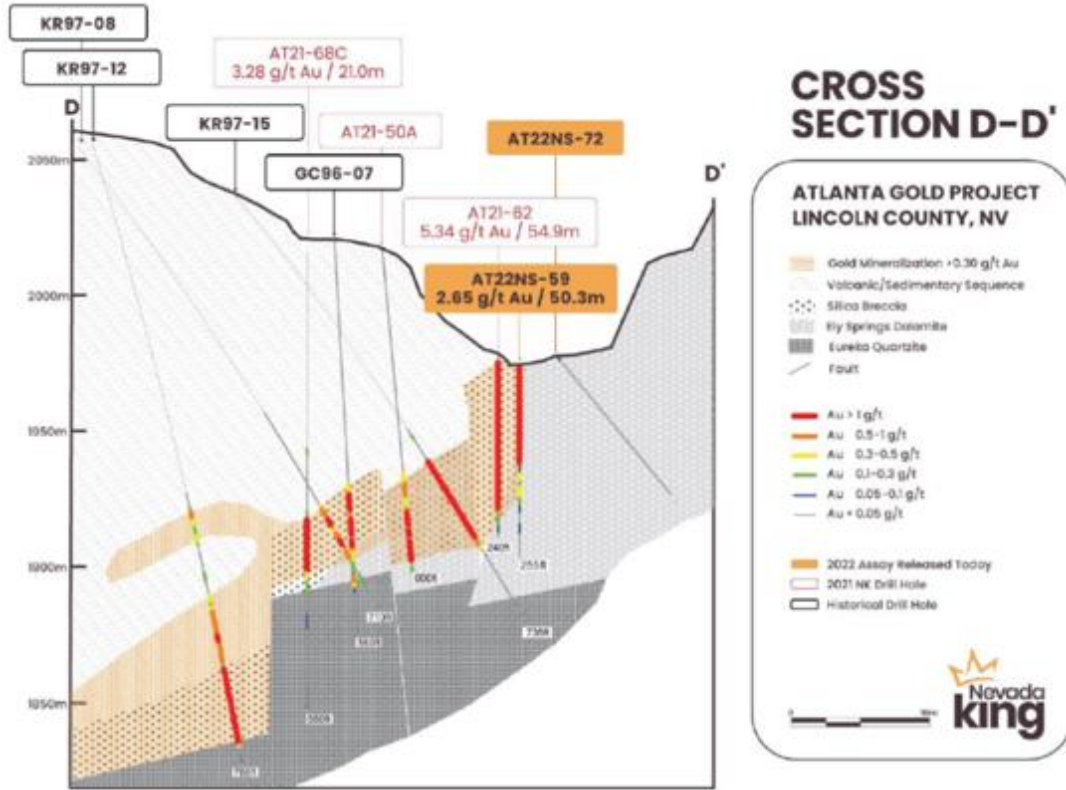 KR97-08
KR97-12
AT21-68C
3.28 g/t Au / 21.0m
KR97-15
AT21-50A
GC96-07
AT22NS-72
AT21-62
5.34 g/t Au / 54.9m
AT22NS-59
2.65 g/t Au / 50.3m
D
D'
2050m
2000m
1950m
1900m
1850m
CROSS
SECTION D-D'
ATLANTA GOLD PROJECT
LINCOLN COUNTY, NV
Gold Mineralization +0.30 g/t Au
Volcanic/Sedimentary Sequence
Silica Breccia
Ely Springs Dolomite
Eureka Quartzite
Fault
Au > 1 g/t
Au 0.5-1 g/t
Au 0.3-0.5 g/t
Au 0.1-0.3 g/t
Au 0.05-0.1 g/t
Au < 0.05 g/t
2022 Assay Released Today
2021 NK Drill Hole
Historical Drill Hole
0
Nevada
king